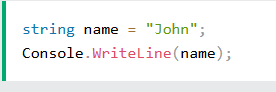 string name = "John";
Console.WriteLine(name);